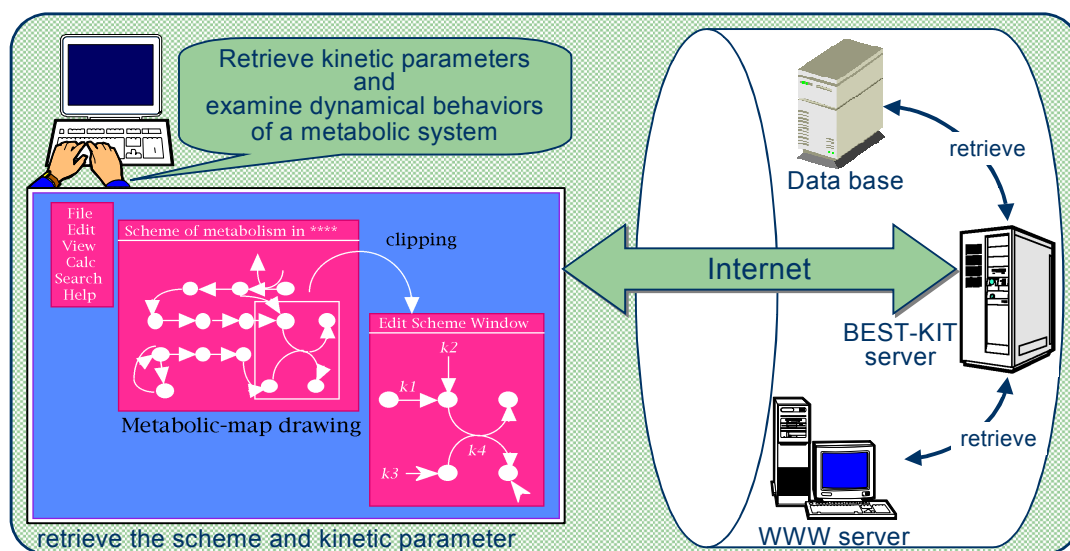 Retrieve kinetic parameters
and
examine dynamical behaviors
of a metabolic system
File
Edit
View
Calc
Search
Help
Scheme of metabolism in ****
clipping
Metabolic-map drawing
Edit Scheme Window
k2
k1
k4
k3
retrieve the scheme and kinetic parameter
Internet
Data base
retrieve
BEST-KIT
server
retrieve
WWW server